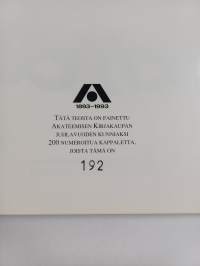 1893-1993
TÄTÄ TEOSTA ON PAINETTU
AKATEEMISEN KIRJAKAUPAN
JUHLAVUODEN KUNNIAKSI
200 NUMEROITUA KAPPALETTA,
JOISTA TÄMÄ ON
192